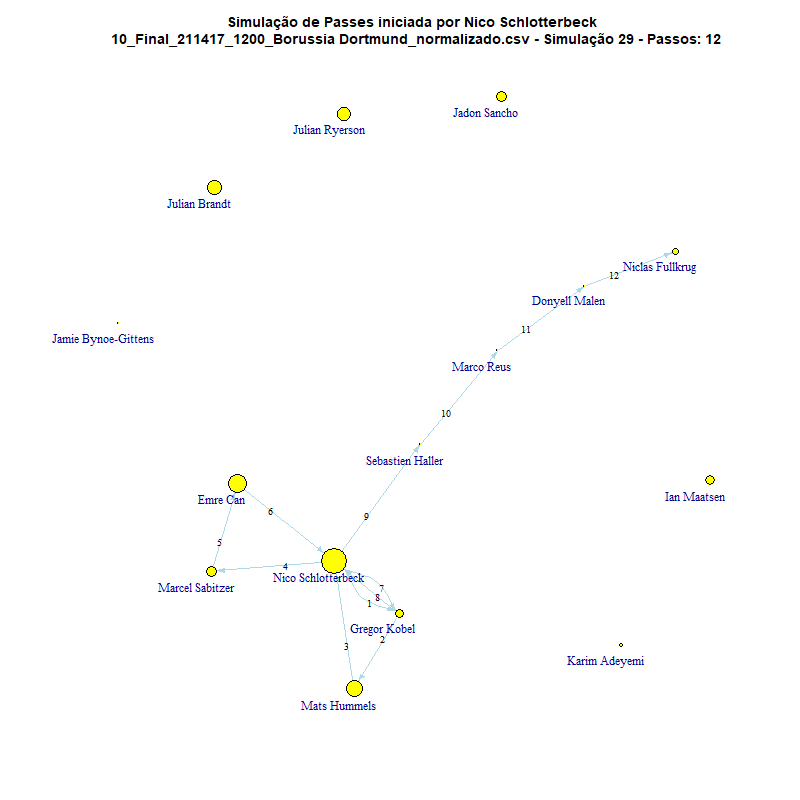 Simulação de Passes iniciada por Nico Schlotterbeck
10_Final_211417_1200_Borussia Dortmund_normalizado.csv - Simulação 29 - Passos: 12
Jadon Sancho
Julian Ryerson
Julian Brandt
Niclas Fullkrug
12
Donyell Malen
11
Jamie Bynoe-Gittens
Marco Reus
10
Sebastien Haller
Ian Maatsen
Emre Can
6
9
5
4
Nico Schlotterbeck
Marcel Sabitzer
7
8
1
Gregor Kobel
2
3
Karim Adeyemi
Mats Hummels